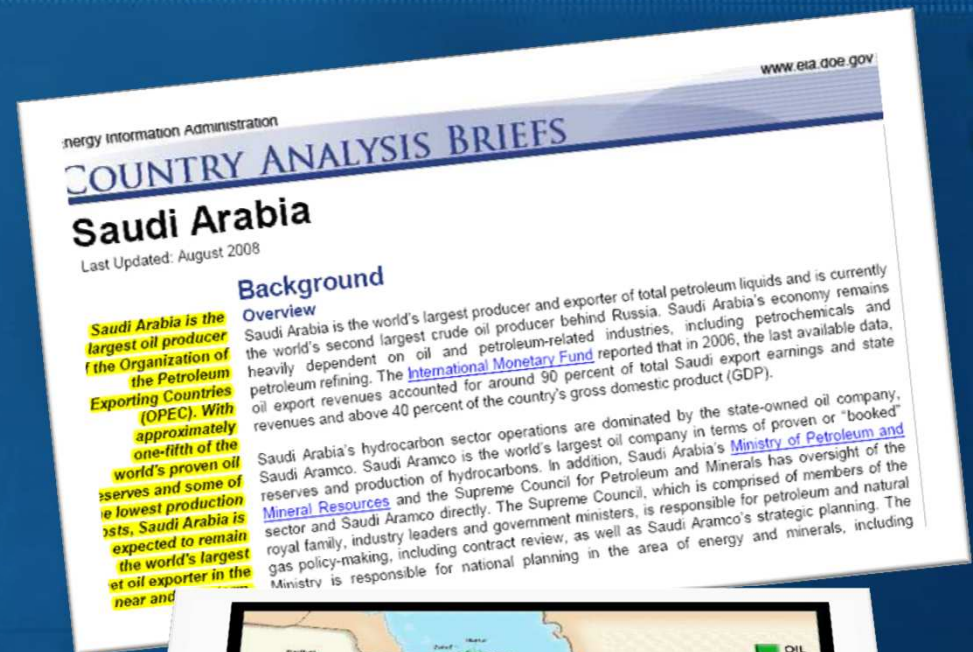 www.eia.doe.gov
Energy Information Administration
COUNTRY ANALYSIS BRIEFS
Saudi Arabia
Last Updated: August 2008
Saudi Arabia is the
largest oil producer
f the Organization of
the Petroleum
Exporting Countries
(OPEC). With
approximately
one-fifth of the
world's proven oil
eserves and some of
e lowest production
osts, Saudi Arabia is
expected to remain
the world's largest
et oil exporter in the
near and
Background
Overview
Saudi Arabia is the world's largest producer and exporter of total petroleum liquids and is currently
the world's second largest crude oil producer behind Russia. Saudi Arabia's economy remains
heavily dependent on oil and petroleum-related industries, including petrochemicals and
petroleum refining. The International Monetary Fund reported that in 2006, the last available data,
oil export revenues accounted for around 90 percent of total Saudi export earnings and state
revenues and above 40 percent of the country's gross domestic product (GDP).
Saudi Arabia's hydrocarbon sector operations are dominated by the state-owned oil company,
Saudi Aramco. Saudi Aramco is the world's largest oil company in terms of proven or “booked”
reserves and production of hydrocarbons. In addition, Saudi Arabia's Ministry of Petroleum and
Mineral Resources and the Supreme Council for Petroleum and Minerals has oversight of the
sector and Saudi Aramco directly. The Supreme Council, which is comprised of members of the
royal family, industry leaders and government ministers, is responsible for petroleum and natural
gas policy-making, including contract review, as well as Saudi Aramco's strategic planning. The
Ministry is responsible for national planning in the area of energy and minerals, including
OIL